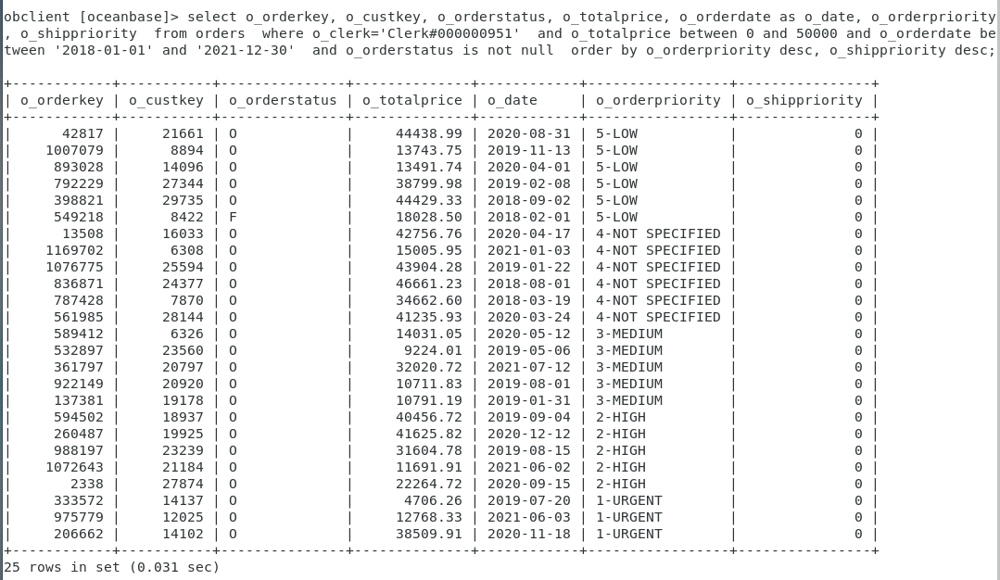 obclient [oceanbase]> select o_orderkey, o_custkey, o_orderstatus, o_totalprice, o_orderdate as o_date, o_orderpriority
, o_shippriority  from orders  where o_clerk='Clerk#000000951'  and o_totalprice between 0 and 50000 and o_orderdate be
tween '2018-01-01' and '2021-12-30'  and o_orderstatus is not null  order by o_orderpriority desc, o_shippriority desc;
+------------+-----------+---------------+--------------+------------+-----------------+----------------+
| o_orderkey | o_custkey | o_orderstatus | o_totalprice | o_date     | o_orderpriority | o_shippriority |
+------------+-----------+---------------+--------------+------------+-----------------+----------------+
|      42817 |     21661 | O             |     44438.99 | 2020-08-31 | 5-LOW           |              0 |
|    1007079 |      8894 | O             |     13743.75 | 2019-11-13 | 5-LOW           |              0 |
|     893028 |     14096 | O             |     13491.74 | 2020-04-01 | 5-LOW           |              0 |
|     792229 |     27344 | O             |     38799.98 | 2019-02-08 | 5-LOW           |              0 |
|     398821 |     29735 | O             |     44429.33 | 2018-09-02 | 5-LOW           |              0 |
|     549218 |      8422 | F             |     18028.50 | 2018-02-01 | 5-LOW           |              0 |
|      13508 |     16033 | O             |     42756.76 | 2020-04-17 | 4-NOT SPECIFIED |              0 |
|    1169702 |      6308 | O             |     15005.95 | 2021-01-03 | 4-NOT SPECIFIED |              0 |
|    1076775 |     25594 | O             |     43904.28 | 2019-01-22 | 4-NOT SPECIFIED |              0 |
|     836871 |     24377 | O             |     46661.23 | 2018-08-01 | 4-NOT SPECIFIED |              0 |
|     787428 |      7870 | O             |     34662.60 | 2018-03-19 | 4-NOT SPECIFIED |              0 |
|     561985 |     28144 | O             |     41235.93 | 2020-03-24 | 4-NOT SPECIFIED |              0 |
|     589412 |      6326 | O             |     14031.05 | 2020-05-12 | 3-MEDIUM        |              0 |
|     532897 |     23560 | O             |      9224.01 | 2019-05-06 | 3-MEDIUM        |              0 |
|     361797 |     20797 | O             |     32020.72 | 2021-07-12 | 3-MEDIUM        |              0 |
|     922149 |     20920 | O             |     10711.83 | 2019-08-01 | 3-MEDIUM        |              0 |
|     137381 |     19178 | O             |     10791.19 | 2019-01-31 | 3-MEDIUM        |              0 |
|     594502 |     18937 | O             |     40456.72 | 2019-09-04 | 2-HIGH          |              0 |
|     260487 |     19925 | O             |     41625.82 | 2020-12-12 | 2-HIGH          |              0 |
|     988197 |     23239 | O             |     31604.78 | 2019-08-15 | 2-HIGH          |              0 |
|    1072643 |     21184 | O             |     11691.91 | 2021-06-02 | 2-HIGH          |              0 |
|       2338 |     27874 | O             |     22264.72 | 2020-09-15 | 2-HIGH          |              0 |
|     333572 |     14137 | O             |      4706.26 | 2019-07-20 | 1-URGENT        |              0 |
|     975779 |     12025 | O             |     12768.33 | 2021-06-03 | 1-URGENT        |              0 |
|     206662 |     14102 | O             |     38509.91 | 2020-11-18 | 1-URGENT        |              0 |
+------------+-----------+---------------+--------------+------------+-----------------+----------------+
25 rows in set (0.031 sec)